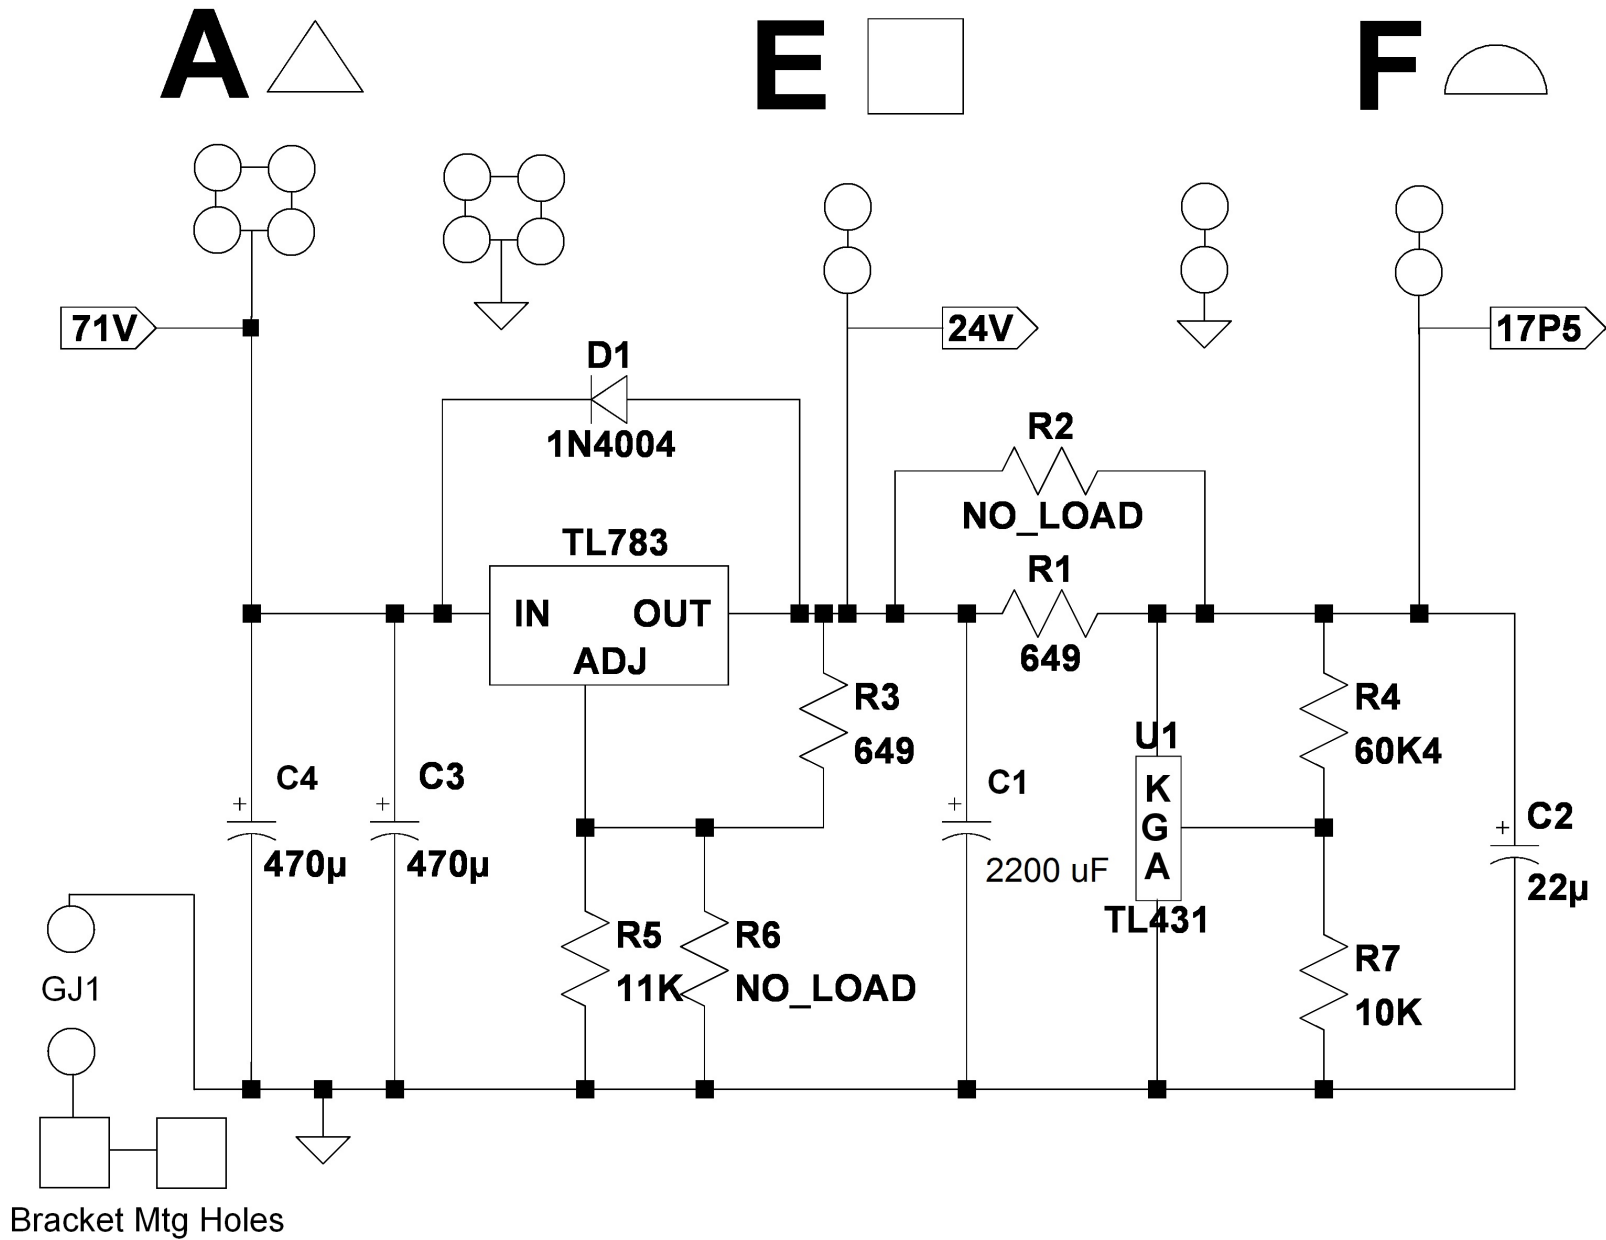 A E F
71V
24V
17P5
D1
1N4004
R2
NO_LOAD
TL783
IN OUT
ADJ
R1
649
R3
649
R4
60K4
U1
K
G
A
TL431
C4
+
470µ
C3
+
470µ
C1
+
2200 uF
C2
+
22µ
R5
11K
R6
NO_LOAD
R7
10K
GJ1
Bracket Mtg Holes